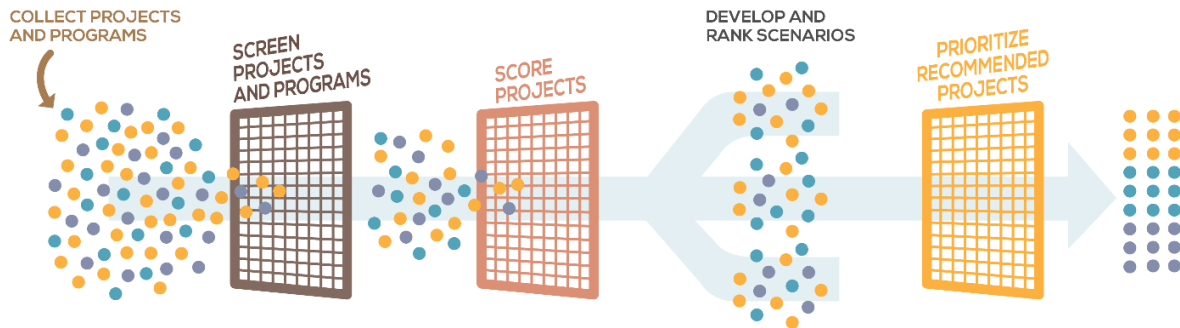 COLLECT PROJECTS
AND PROGRAMS
SCREEN
PROJECTS
AND PROGRAMS
SCORE
PROJECTS
DEVELOP AND
RANK SCENARIOS
PRIORITIZE
RECOMMENDED
PROJECTS